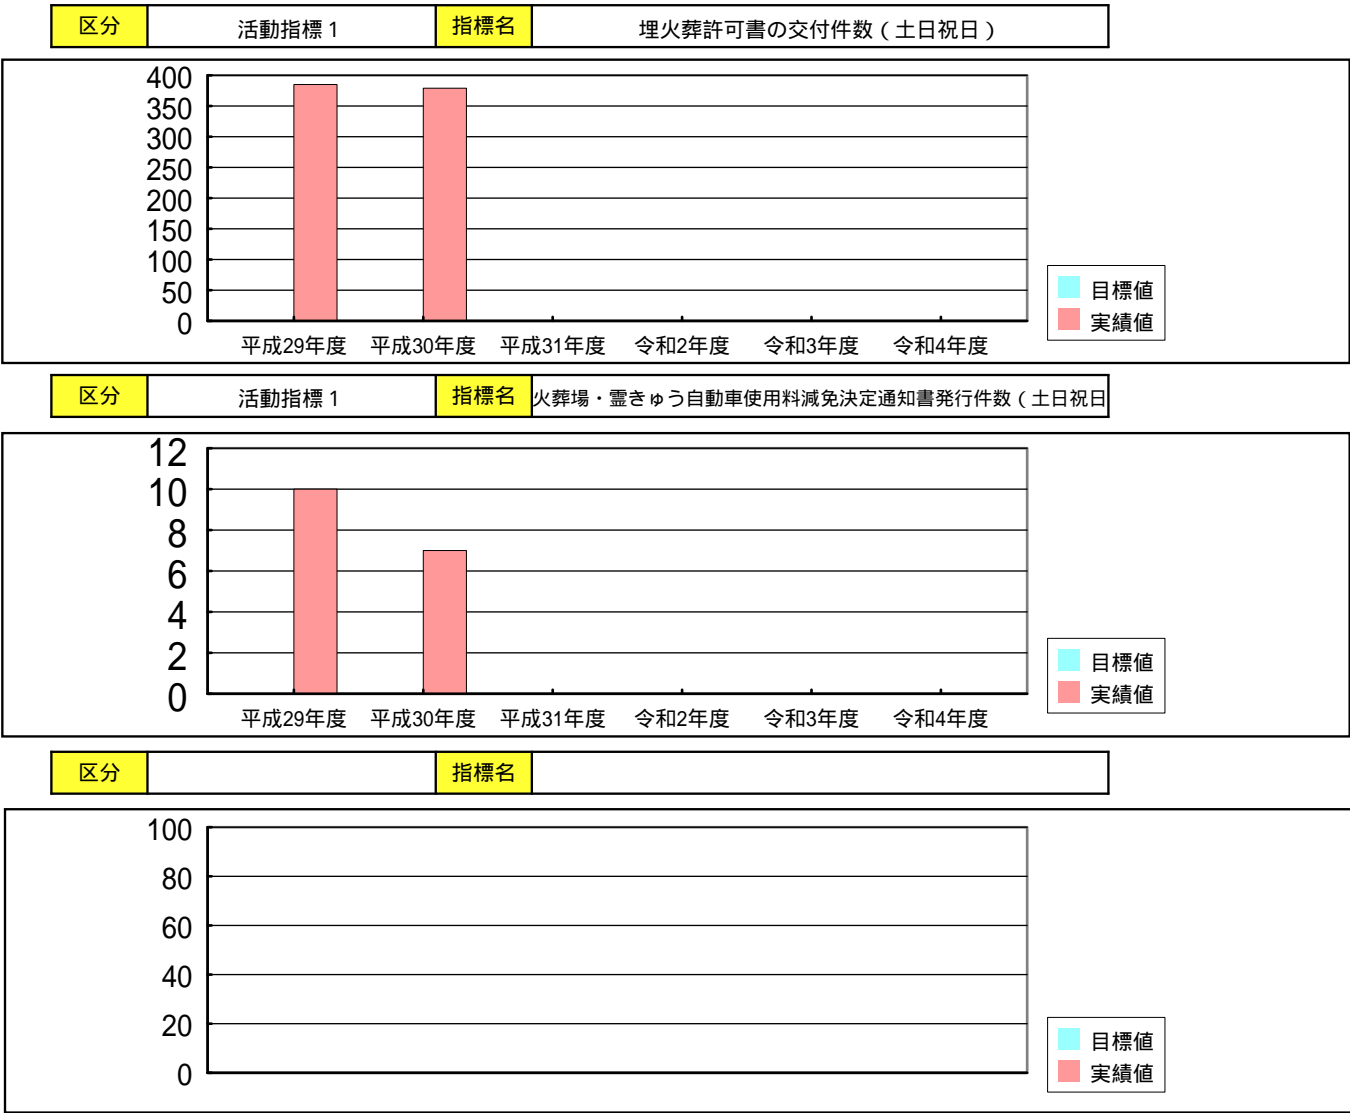 区分 活動指標1 指標名 埋火葬許可書の交付件数(土日祝日)
400
350
300
250
200
150
100
50
0
平成29年度 平成30年度 平成31年度 令和2年度 令和3年度 令和4年度
目標値
実績値
区分 活動指標1 指標名 火葬場・霊きゅう自動車使用料減免決定通知書発行件数(土日祝日
12
10
8
6
4
2
0
平成29年度 平成30年度 平成31年度 令和2年度 令和3年度 令和4年度
目標値
実績値
区分 指標名
100
80
60
40
20
0
目標値
実績値